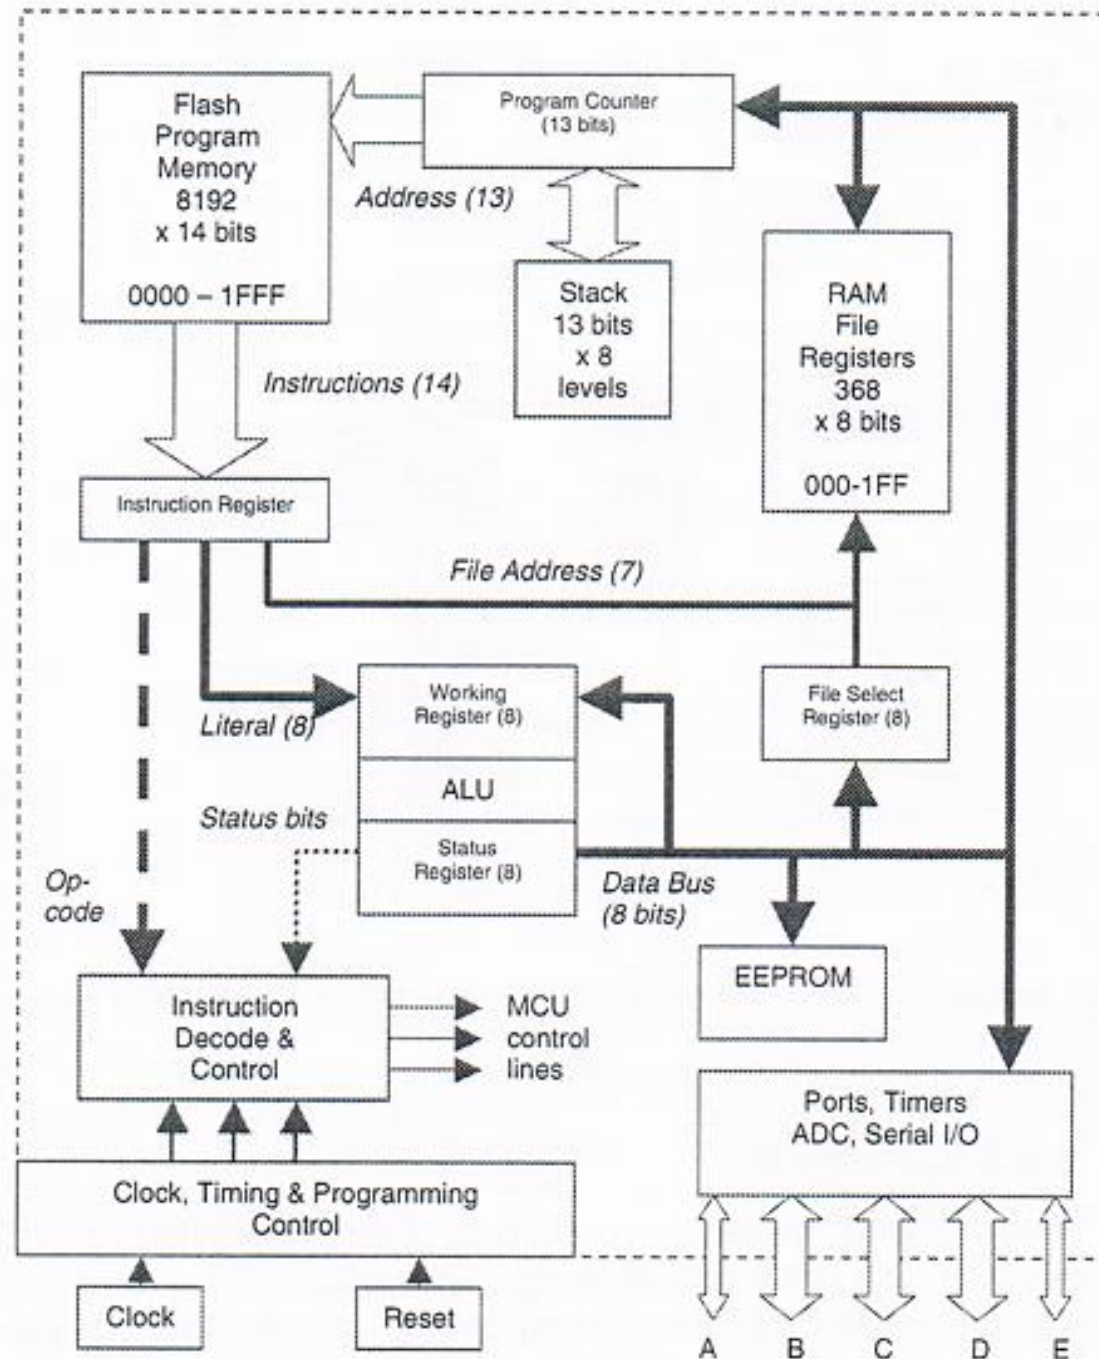 Flash
Program
Memory
8192
x 14 bits
0000 – 1FFF
Program Counter
(13 bits)
Address (13)
Stack
13 bits
x 8
levels
RAM
File
Registers
368
x 8 bits
000-1FF
Instructions (14)
Instruction Register
File Address (7)
Literal (8)
Working
Register (8)
ALU
Status
Register (8)
File Select
Register (8)
Status bits
Op-
code
Data Bus
(8 bits)
EEPROM
Instruction
Decode &
Control
MCU
control
lines
Ports, Timers
ADC, Serial I/O
Clock, Timing & Programming
Control
Clock
Reset
A B C D E